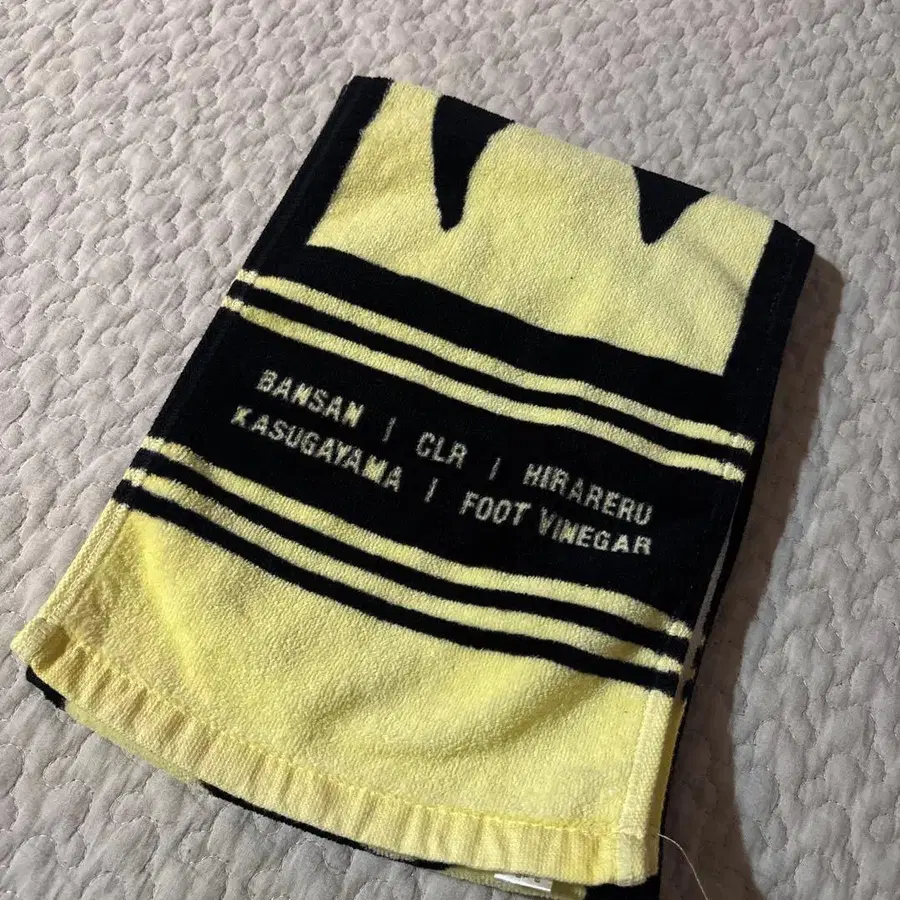 BANSAN | CLR | HIRARERU
KASUGAYAMA | FOOT VINEGAR